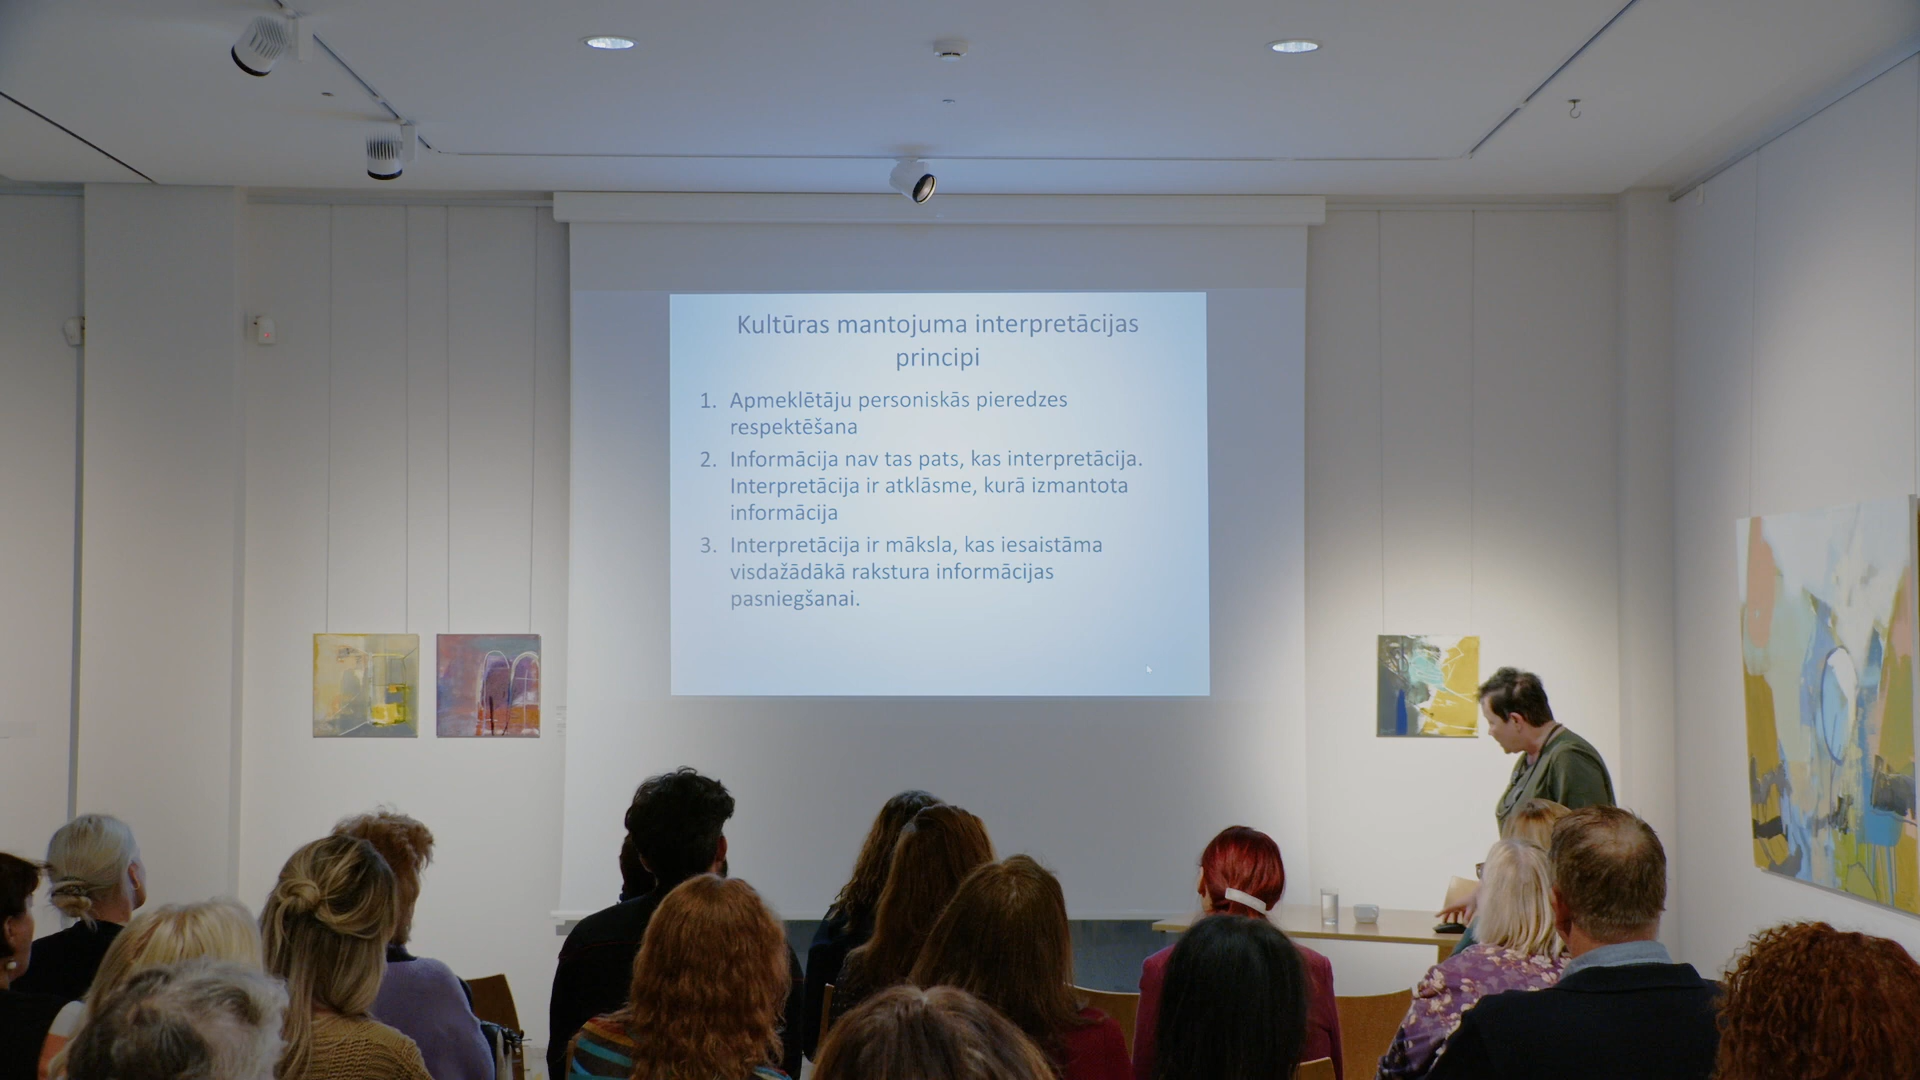 Kultūras mantojuma interpretācijas
principi
1. Apmeklētāju personiskās pieredzes
respektēšana
2. Informācija nav tas pats, kas interpretācija.
Interpretācija ir atklāsme, kurā izmantota
informācija
3. Interpretācija ir māksla, kas iesaistāma
visdažādākā rakstura informācijas
pasniegšanai.